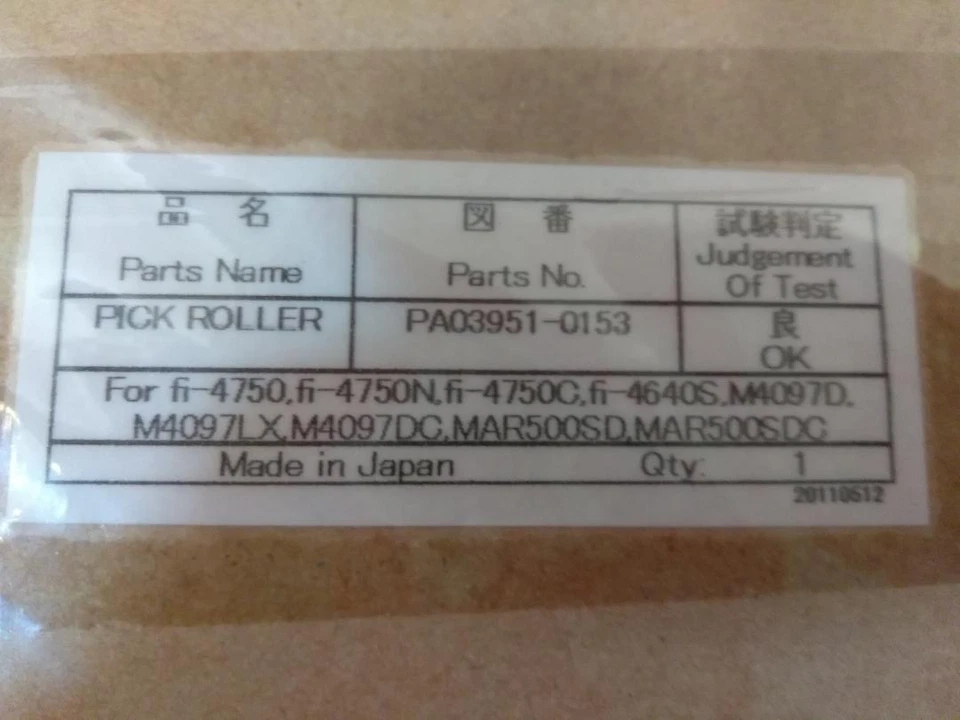 品 名 図 番 試験判定
Parts Name Parts No. Judgement
Of Test
PICK ROLLER PA03951-0153 良
OK
For fi-4750,fi-4750N,fi-4750C,fi-4640S,M4097D,
M4097LX,M4097DC,MAR500SD,MAR500SDC
Made in Japan Qty: 1
20110512